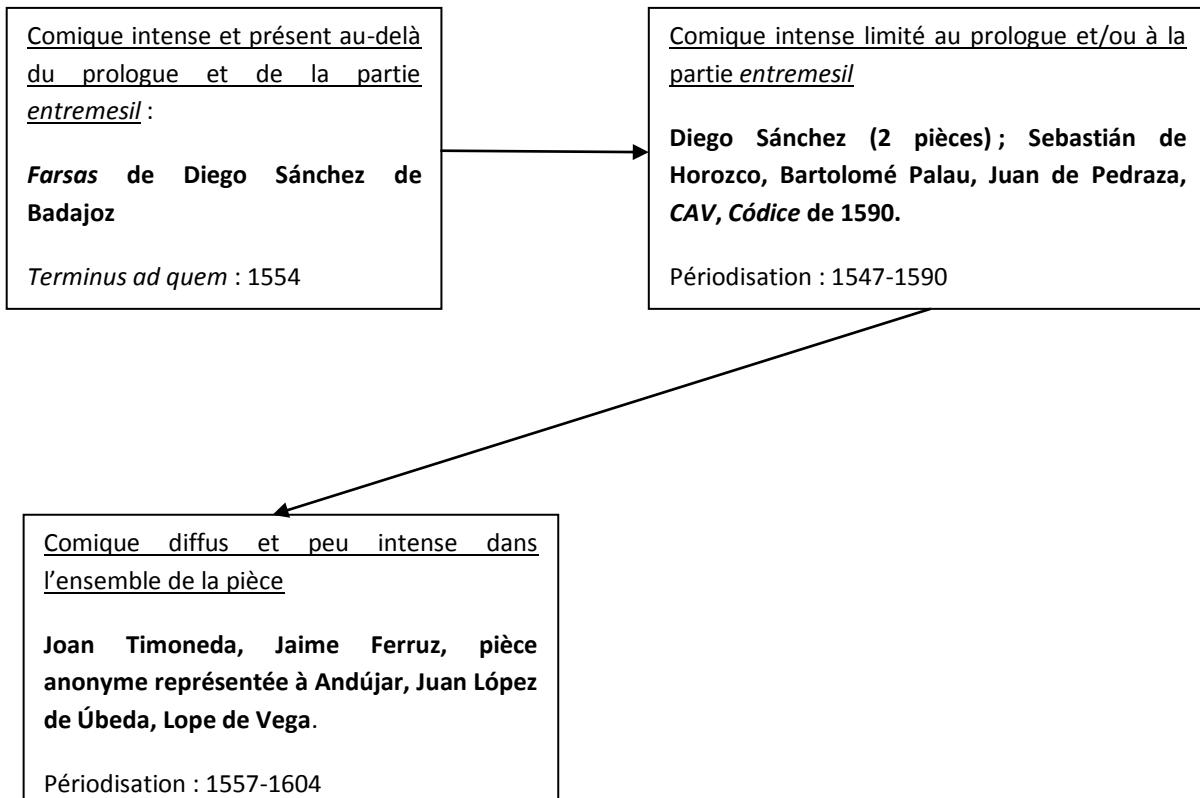 Comique intense et présent au-delà
du prologue et de la partie
entremesil :
Farsas de Diego Sánchez de
Badajoz
Terminus ad quem : 1554
Comique intense limité au prologue et/ou à la
partie entremesil
Diego Sánchez (2 pièces) ; Sebastián de
Horozco, Bartolomé Palau, Juan de Pedraza,
CAV, Códice de 1590.
Périodisation : 1547-1590
Comique diffus et peu intense dans
l’ensemble de la pièce
Joan Timoneda, Jaime Ferruz, pièce
anonyme représentée à Andújar, Juan López
de Úbeda, Lope de Vega.
Périodisation : 1557-1604